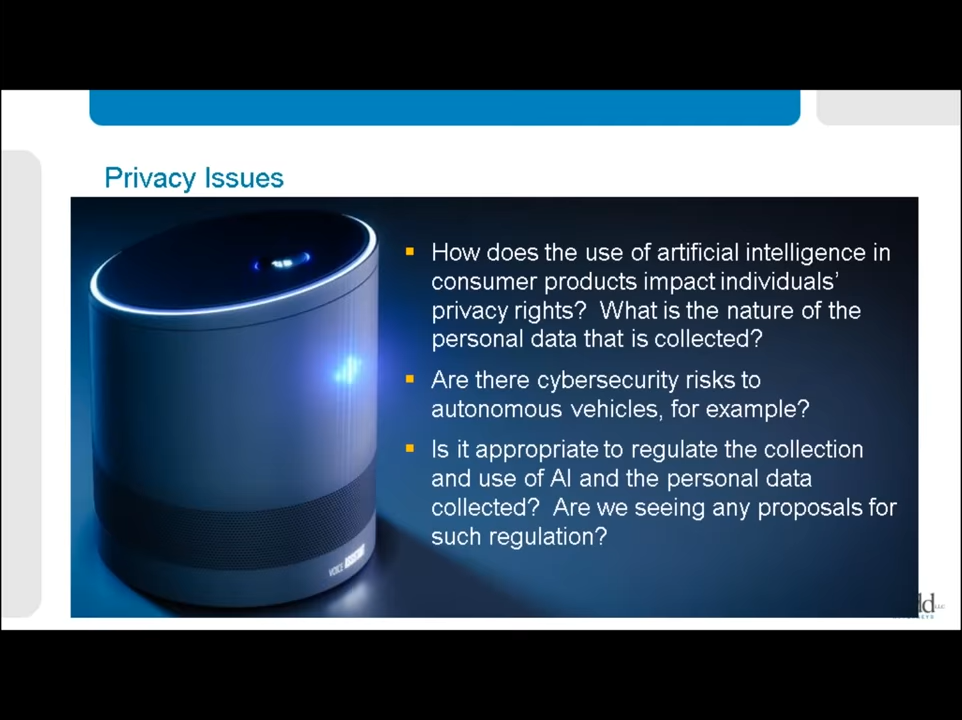 Privacy Issues
How does the use of artificial intelligence in
consumer products impact individuals’
privacy rights?  What is the nature of the
personal data that is collected?
Are there cybersecurity risks to
autonomous vehicles, for example?
Is it appropriate to regulate the collection
and use of AI and the personal data
collected?  Are we seeing any proposals for
such regulation?
VOICE
LLC